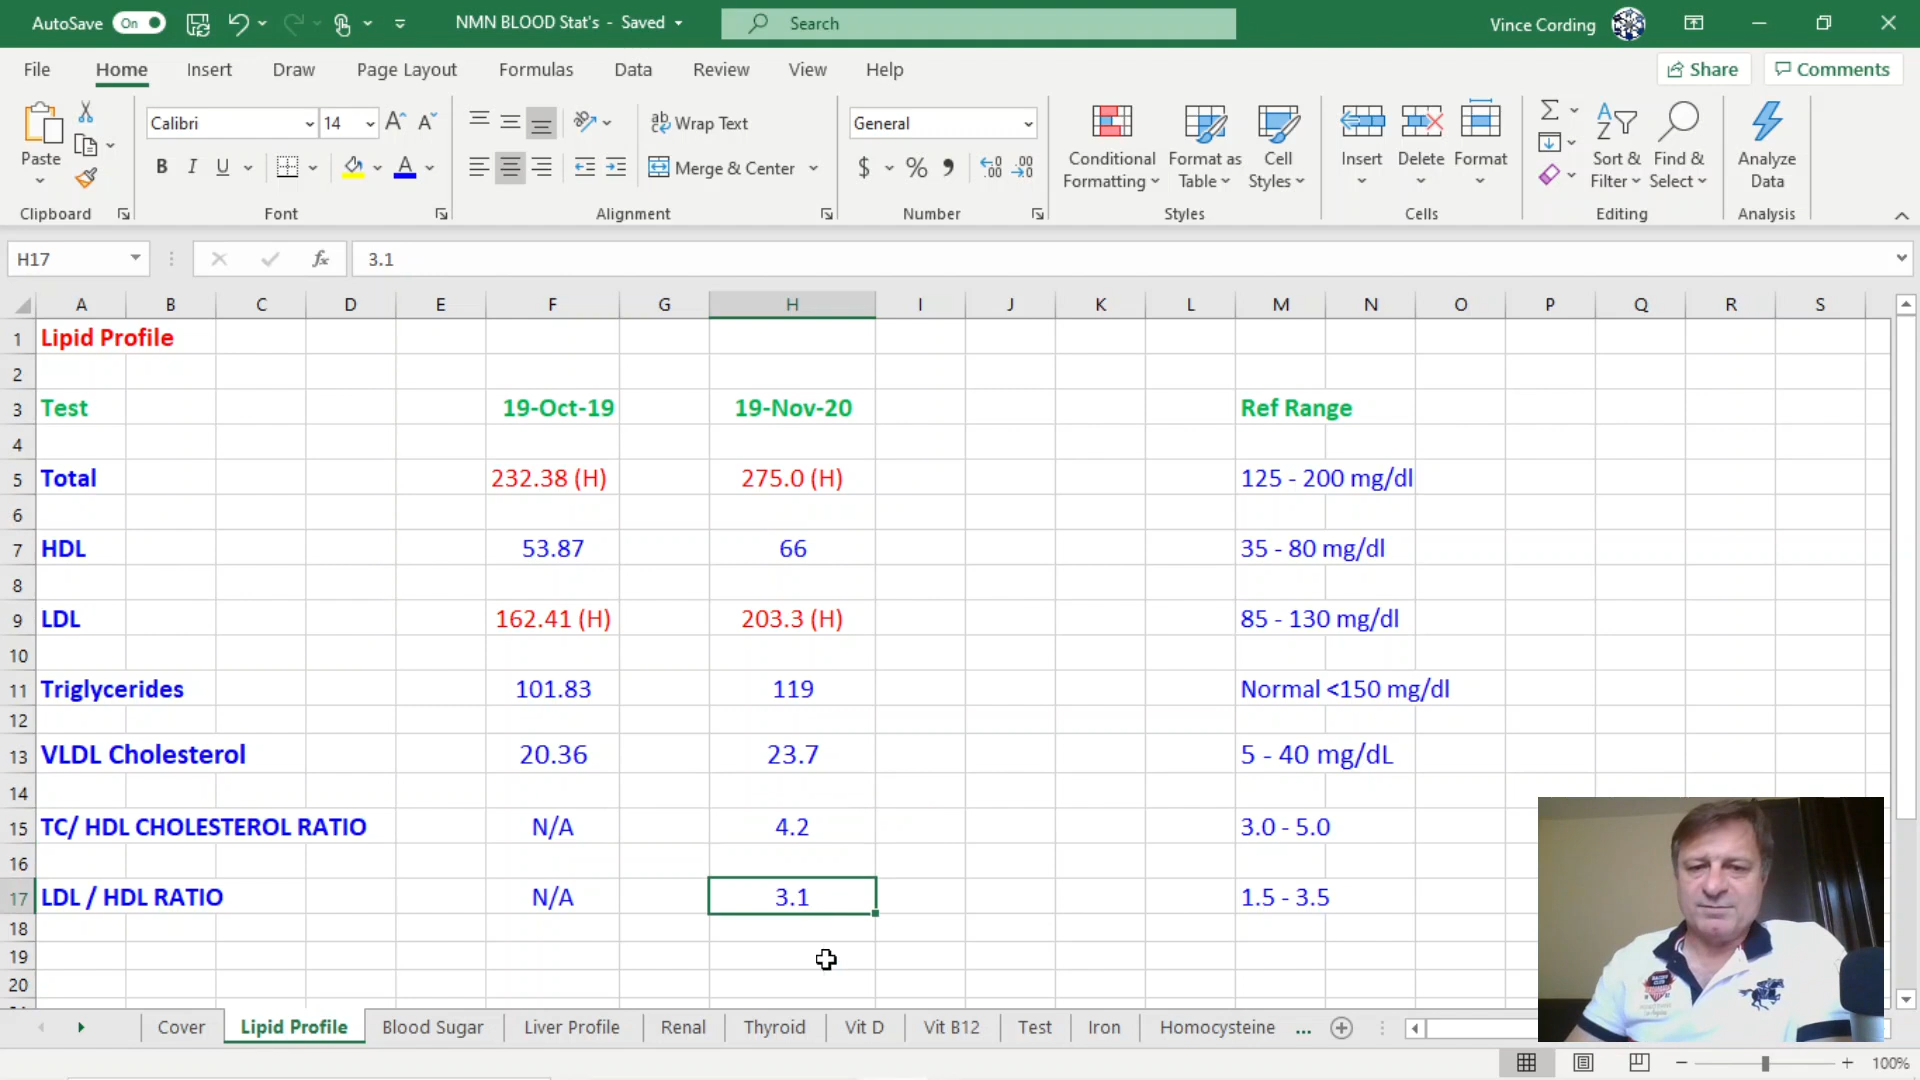 AutoSave On NMN BLOOD Stat's - Saved Search Vince Cording
File Home Insert Draw Page Layout Formulas Data Review View Help Share Comments
Calibri 14 Wrap Text General
Paste B I U Merge & Center $ % Conditional Formatting Format as Table Cell Styles Insert Delete Format Sort & Filter Find & Select Analyze Data
Clipboard Font Alignment Number Styles Cells Editing Analysis
H17 fx 3.1
A B C D E F G H I J K L M N O P Q R S
1 Lipid Profile
2
3 Test 19-Oct-19 19-Nov-20 Ref Range
4
5 Total 232.38 (H) 275.0 (H) 125 - 200 mg/dl
6
7 HDL 53.87 66 35 - 80 mg/dl
8
9 LDL 162.41 (H) 203.3 (H) 85 - 130 mg/dl
10
11 Triglycerides 101.83 119 Normal <150 mg/dl
12
13 VLDL Cholesterol 20.36 23.7 5 - 40 mg/dL
14
15 TC/ HDL CHOLESTEROL RATIO N/A 4.2 3.0 - 5.0
16
17 LDL / HDL RATIO N/A 3.1 1.5 - 3.5
18
19
20
Cover Lipid Profile Blood Sugar Liver Profile Renal Thyroid Vit D Vit B12 Test Iron Homocysteine ...
100%